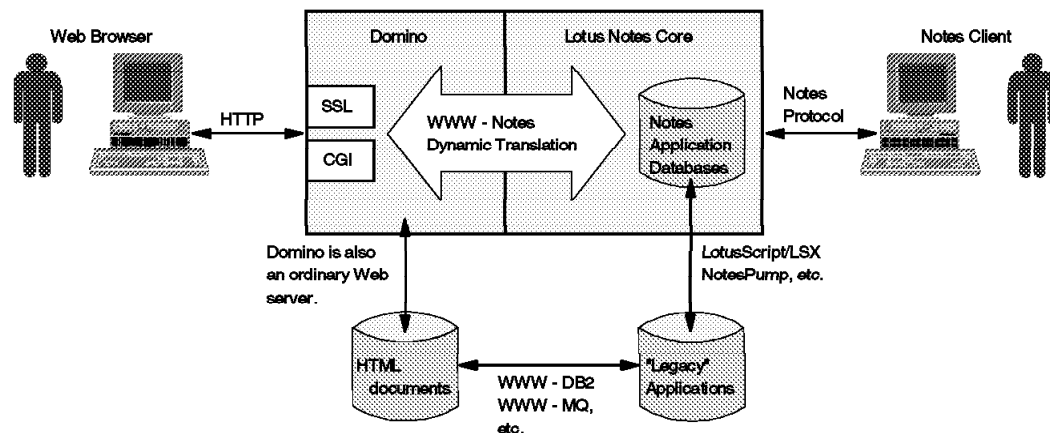 Web Browser
Domino
Lotus Notes Core
Notes Client
SSL
CGI
HTTP
WWW - Notes
Dynamic Translation
Notes
Application
Databases
Notes
Protocol
Domino is also
an ordinary Web
server.
LotusScript/LSX
NotesPump, etc.
HTML
documents
WWW - DB2
WWW - MQ,
etc.
"Legacy"
Applications